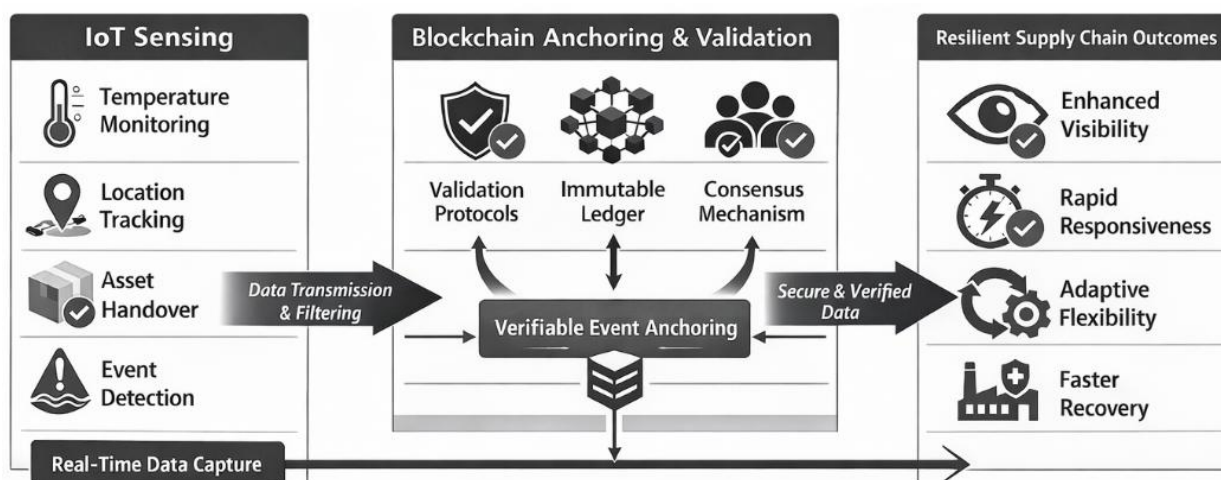 IoT Sensing
Temperature
Monitoring
Location
Tracking
Asset
Handover
Event
Detection
Real-Time Data Capture
Data Transmission
& Filtering
Blockchain Anchoring & Validation
Validation
Protocols
Immutable
Ledger
Consensus
Mechanism
Verifiable Event Anchoring
Secure & Verified
Data
Resilient Supply Chain Outcomes
Enhanced
Visibility
Rapid
Responsiveness
Adaptive
Flexibility
Faster
Recovery